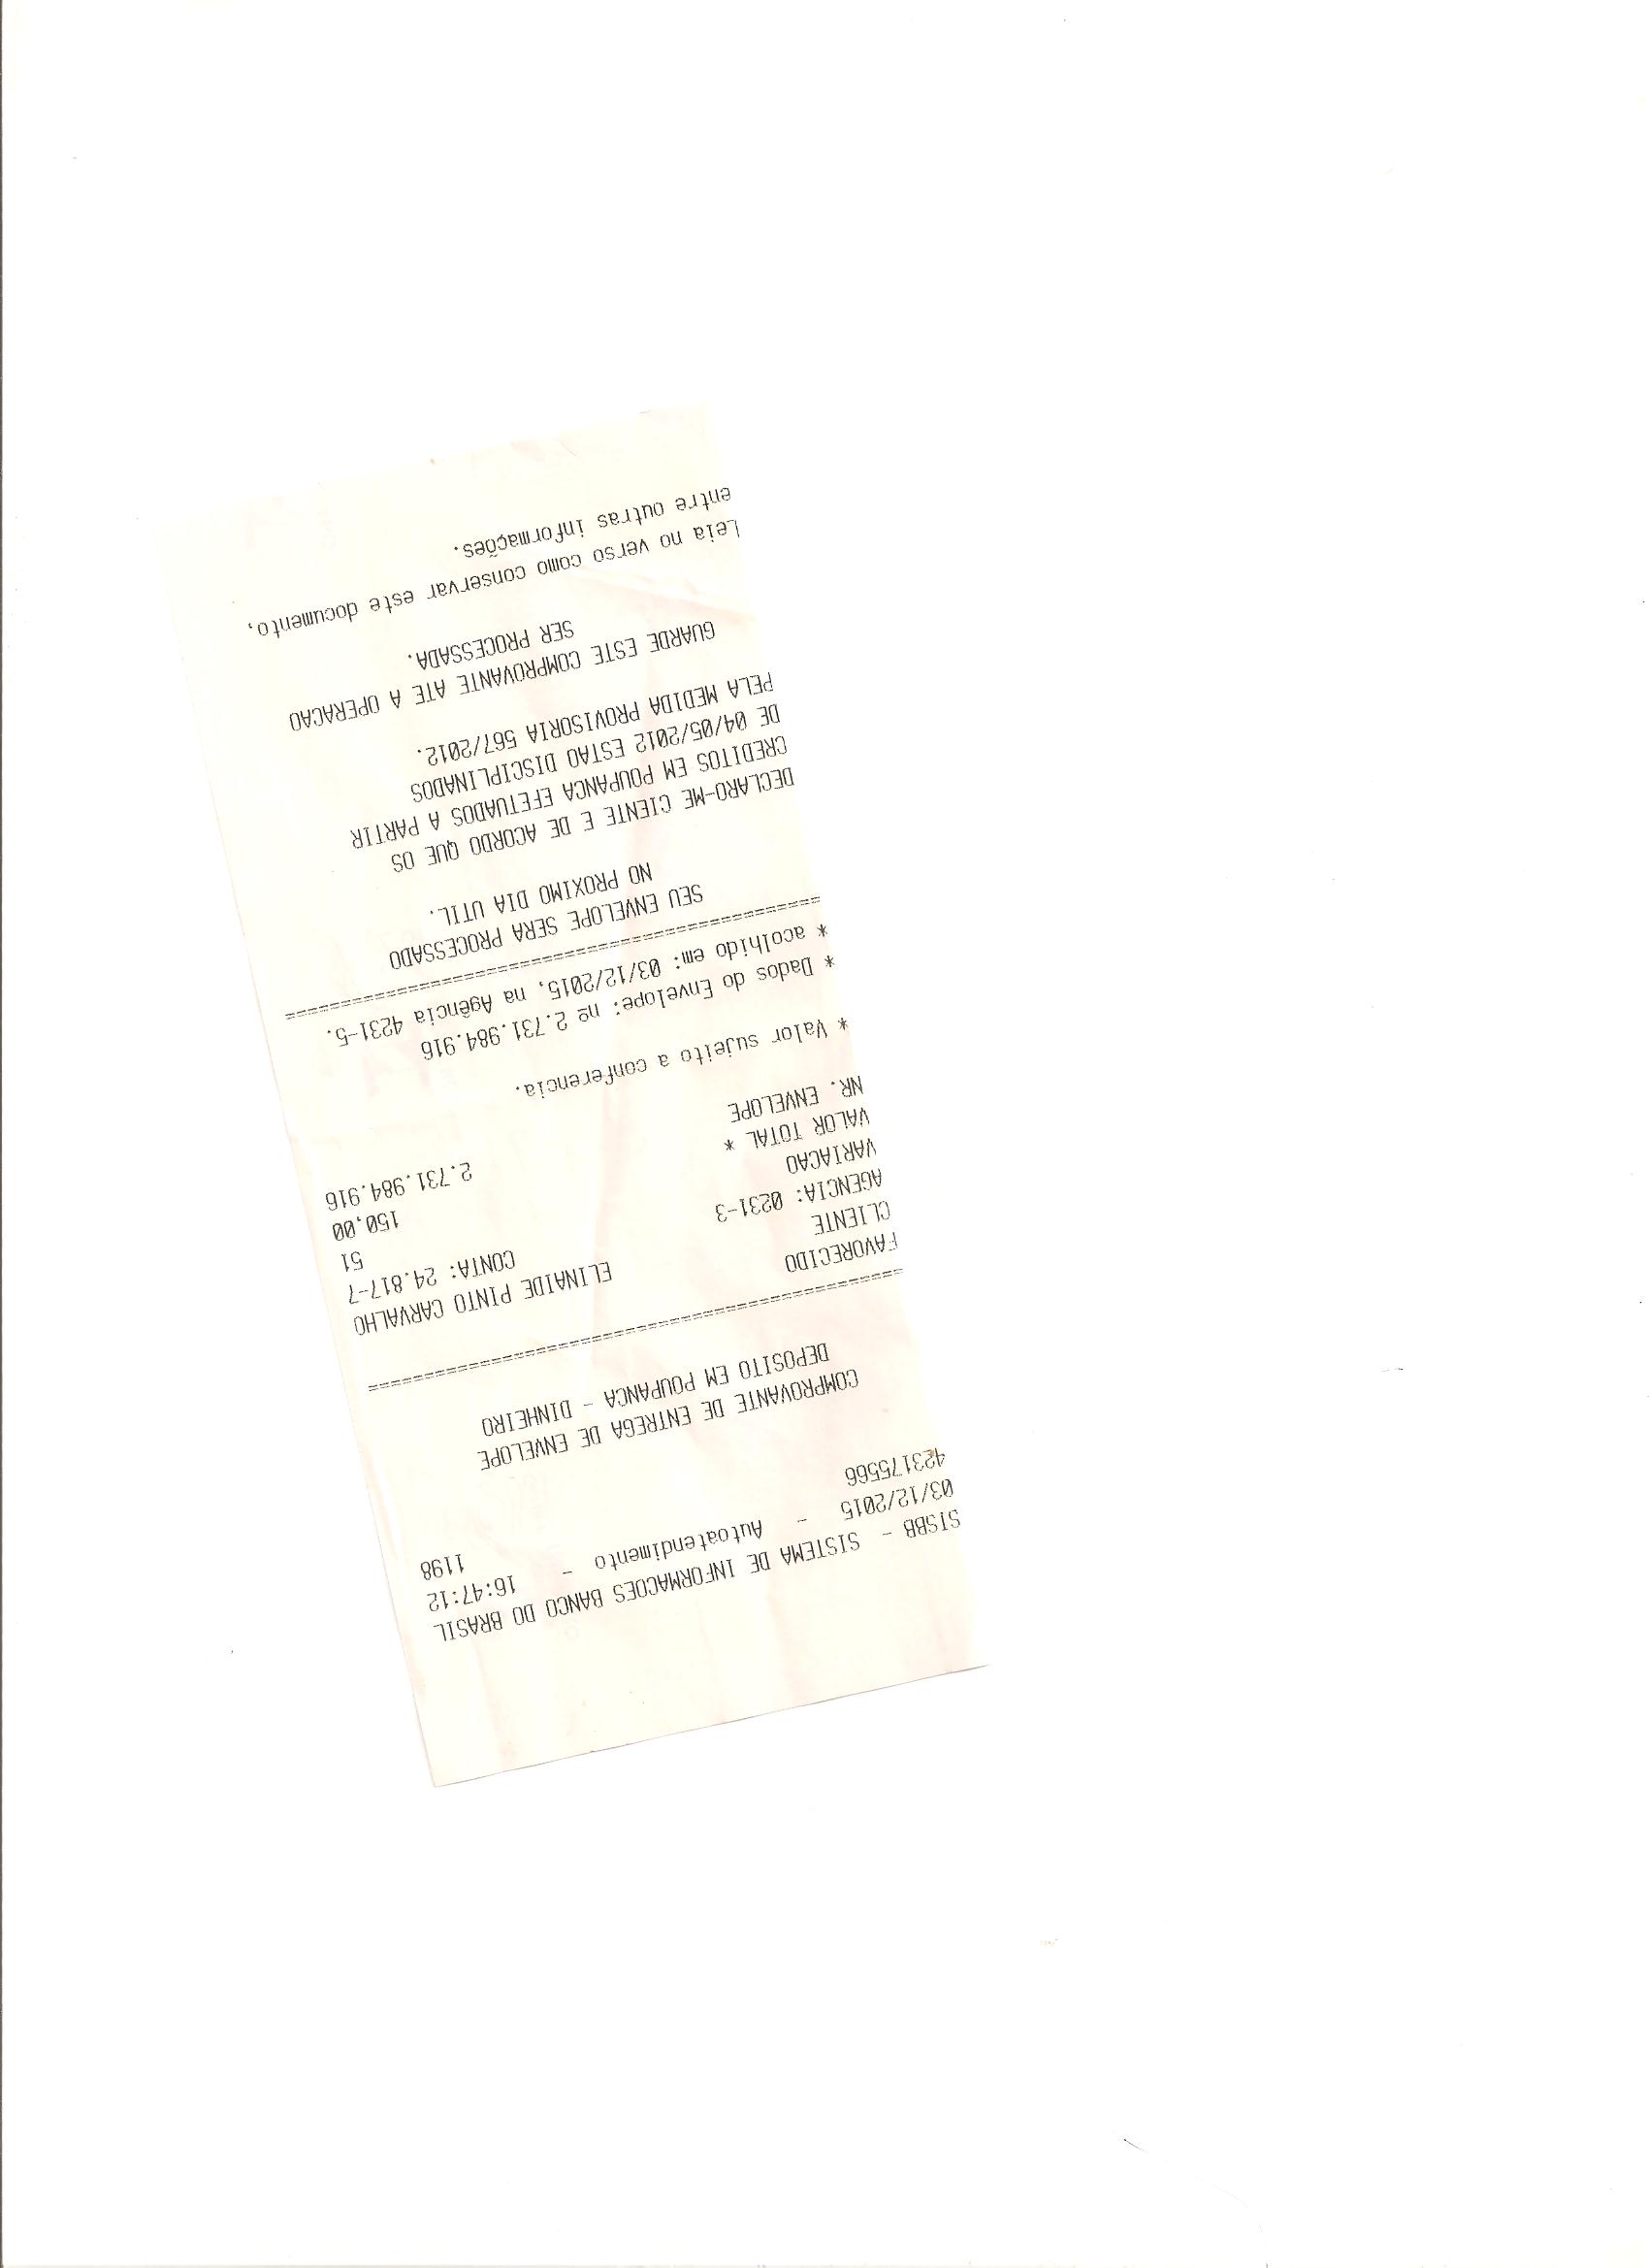 SISBB - SISTEMA DE INFORMACOES BANCO DO BRASIL
03/12/2015 - Autoatendimento - 16:47:12
423175566 1198
COMPROVANTE DE ENTREGA DE ENVELOPE
DEPOSITO EM POUPANCA - DINHEIRO
================================================
FAVORECIDO
CLIENTE ELINAIDE PINTO CARVALHO
AGENCIA: 0231-3 CONTA: 24.817-7
VARIACAO 51
VALOR TOTAL * 150,00
NR. ENVELOPE 2.731.984.916
* Valor sujeito a conferencia.
* Dados do Envelope: nº 2.731.984.916
* acolhido em: 03/12/2015, na Agência 4231-5.
================================================
SEU ENVELOPE SERA PROCESSADO
NO PROXIMO DIA UTIL.
DECLARO-ME CIENTE E DE ACORDO QUE OS
CREDITOS EM POUPANCA EFETUADOS A PARTIR
DE 04/05/2012 ESTAO DISCIPLINADOS
PELA MEDIDA PROVISORIA 567/2012.
GUARDE ESTE COMPROVANTE ATE A OPERACAO
SER PROCESSADA.
Leia no verso como conservar este documento,
entre outras informações.